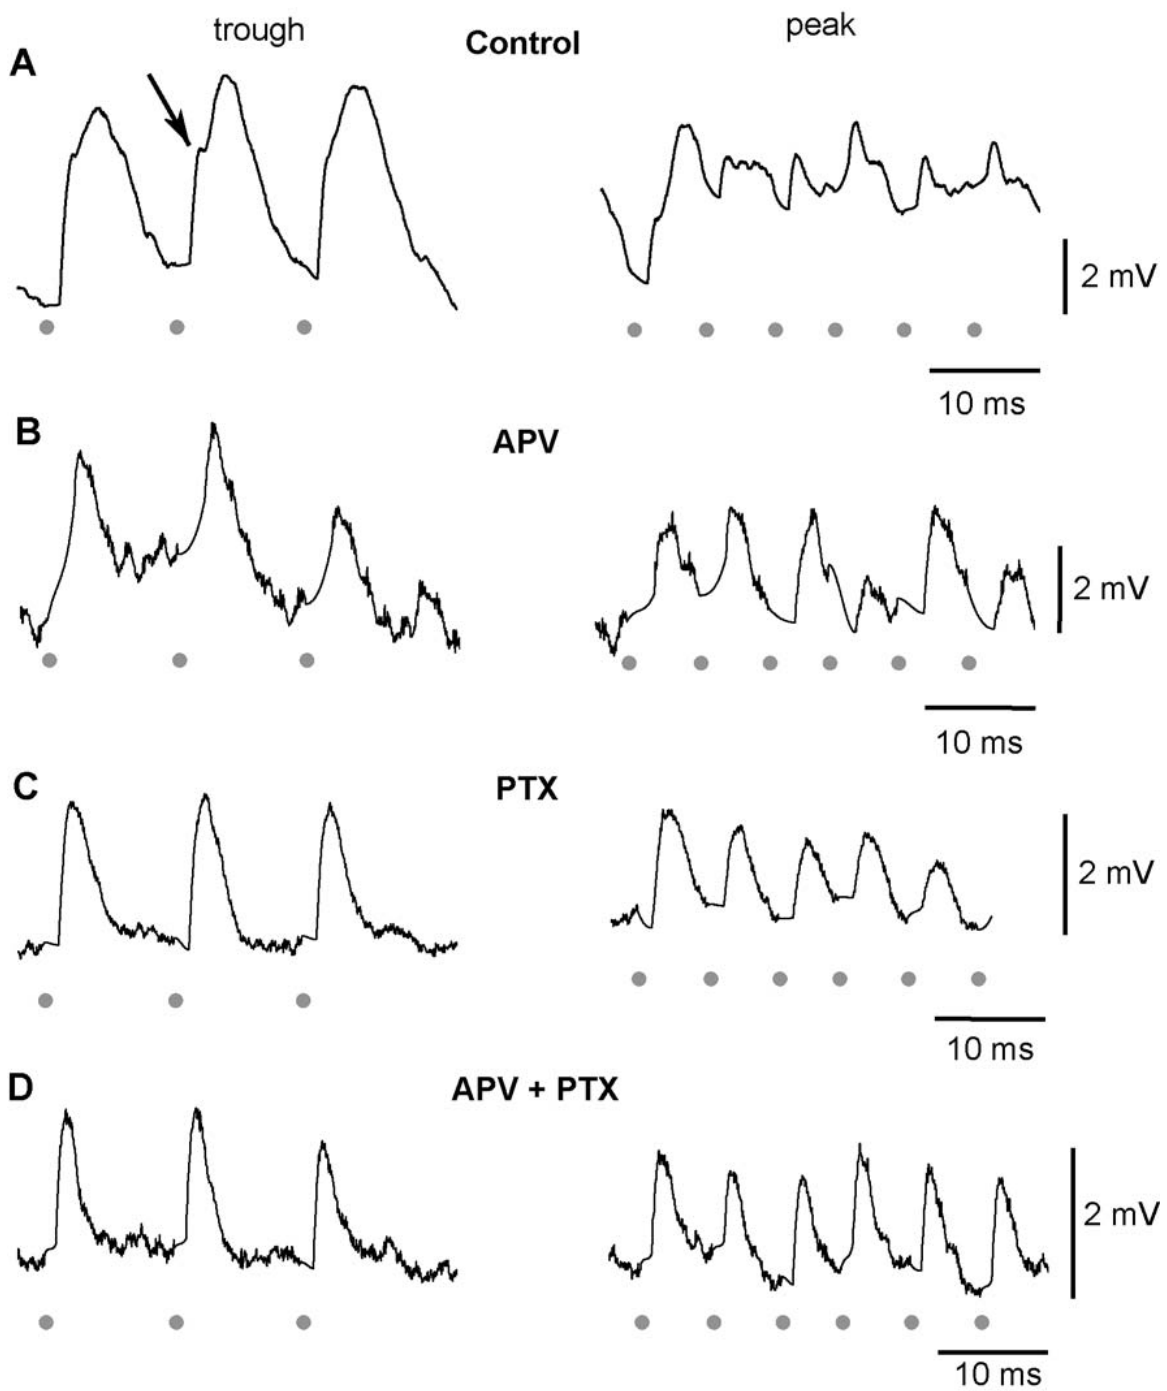 trough
Control
peak
A
2 mV
10 ms
B
APV
2 mV
10 ms
C
PTX
2 mV
10 ms
D
APV + PTX
2 mV
10 ms